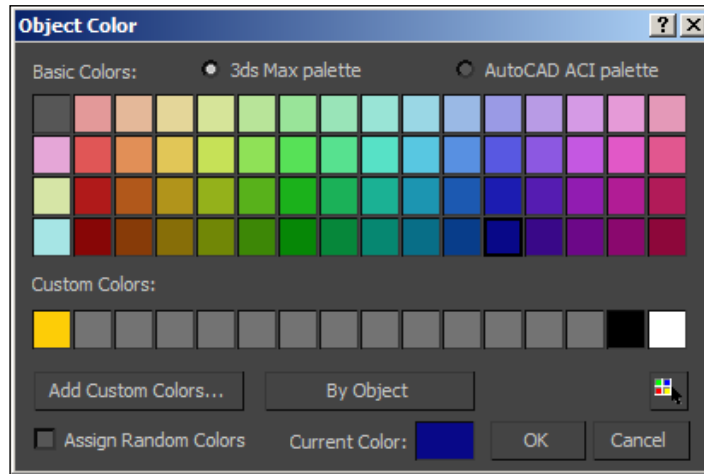 Object Color
Basic Colors: 3ds Max palette AutoCAD ACI palette
Custom Colors:
Add Custom Colors... By Object
Assign Random Colors Current Color: OK Cancel